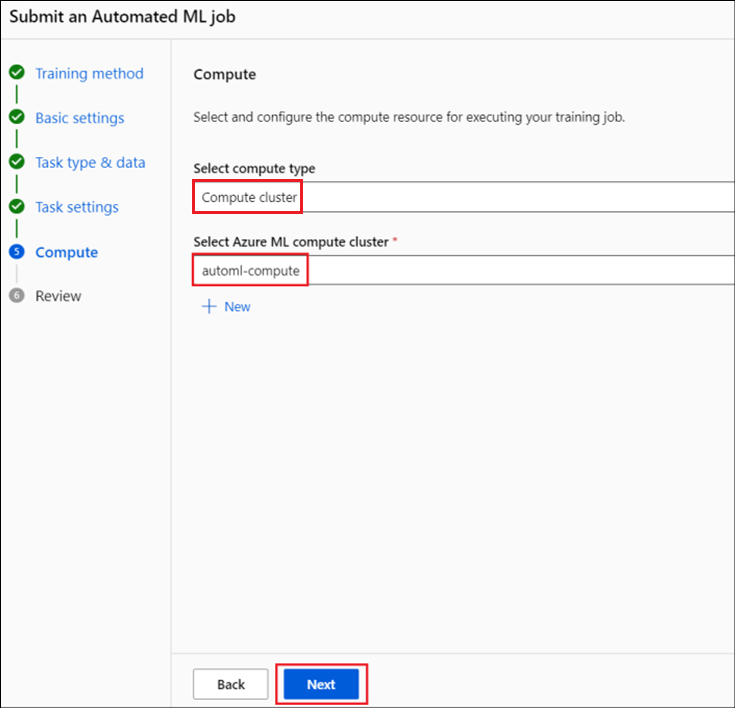 Submit an Automated ML job
Training method
Basic settings
Task type & data
Task settings
5 Compute
6 Review
Compute
Select and configure the compute resource for executing your training job.
Select compute type
Compute cluster
Select Azure ML compute cluster *
automl-compute
+ New
Back Next